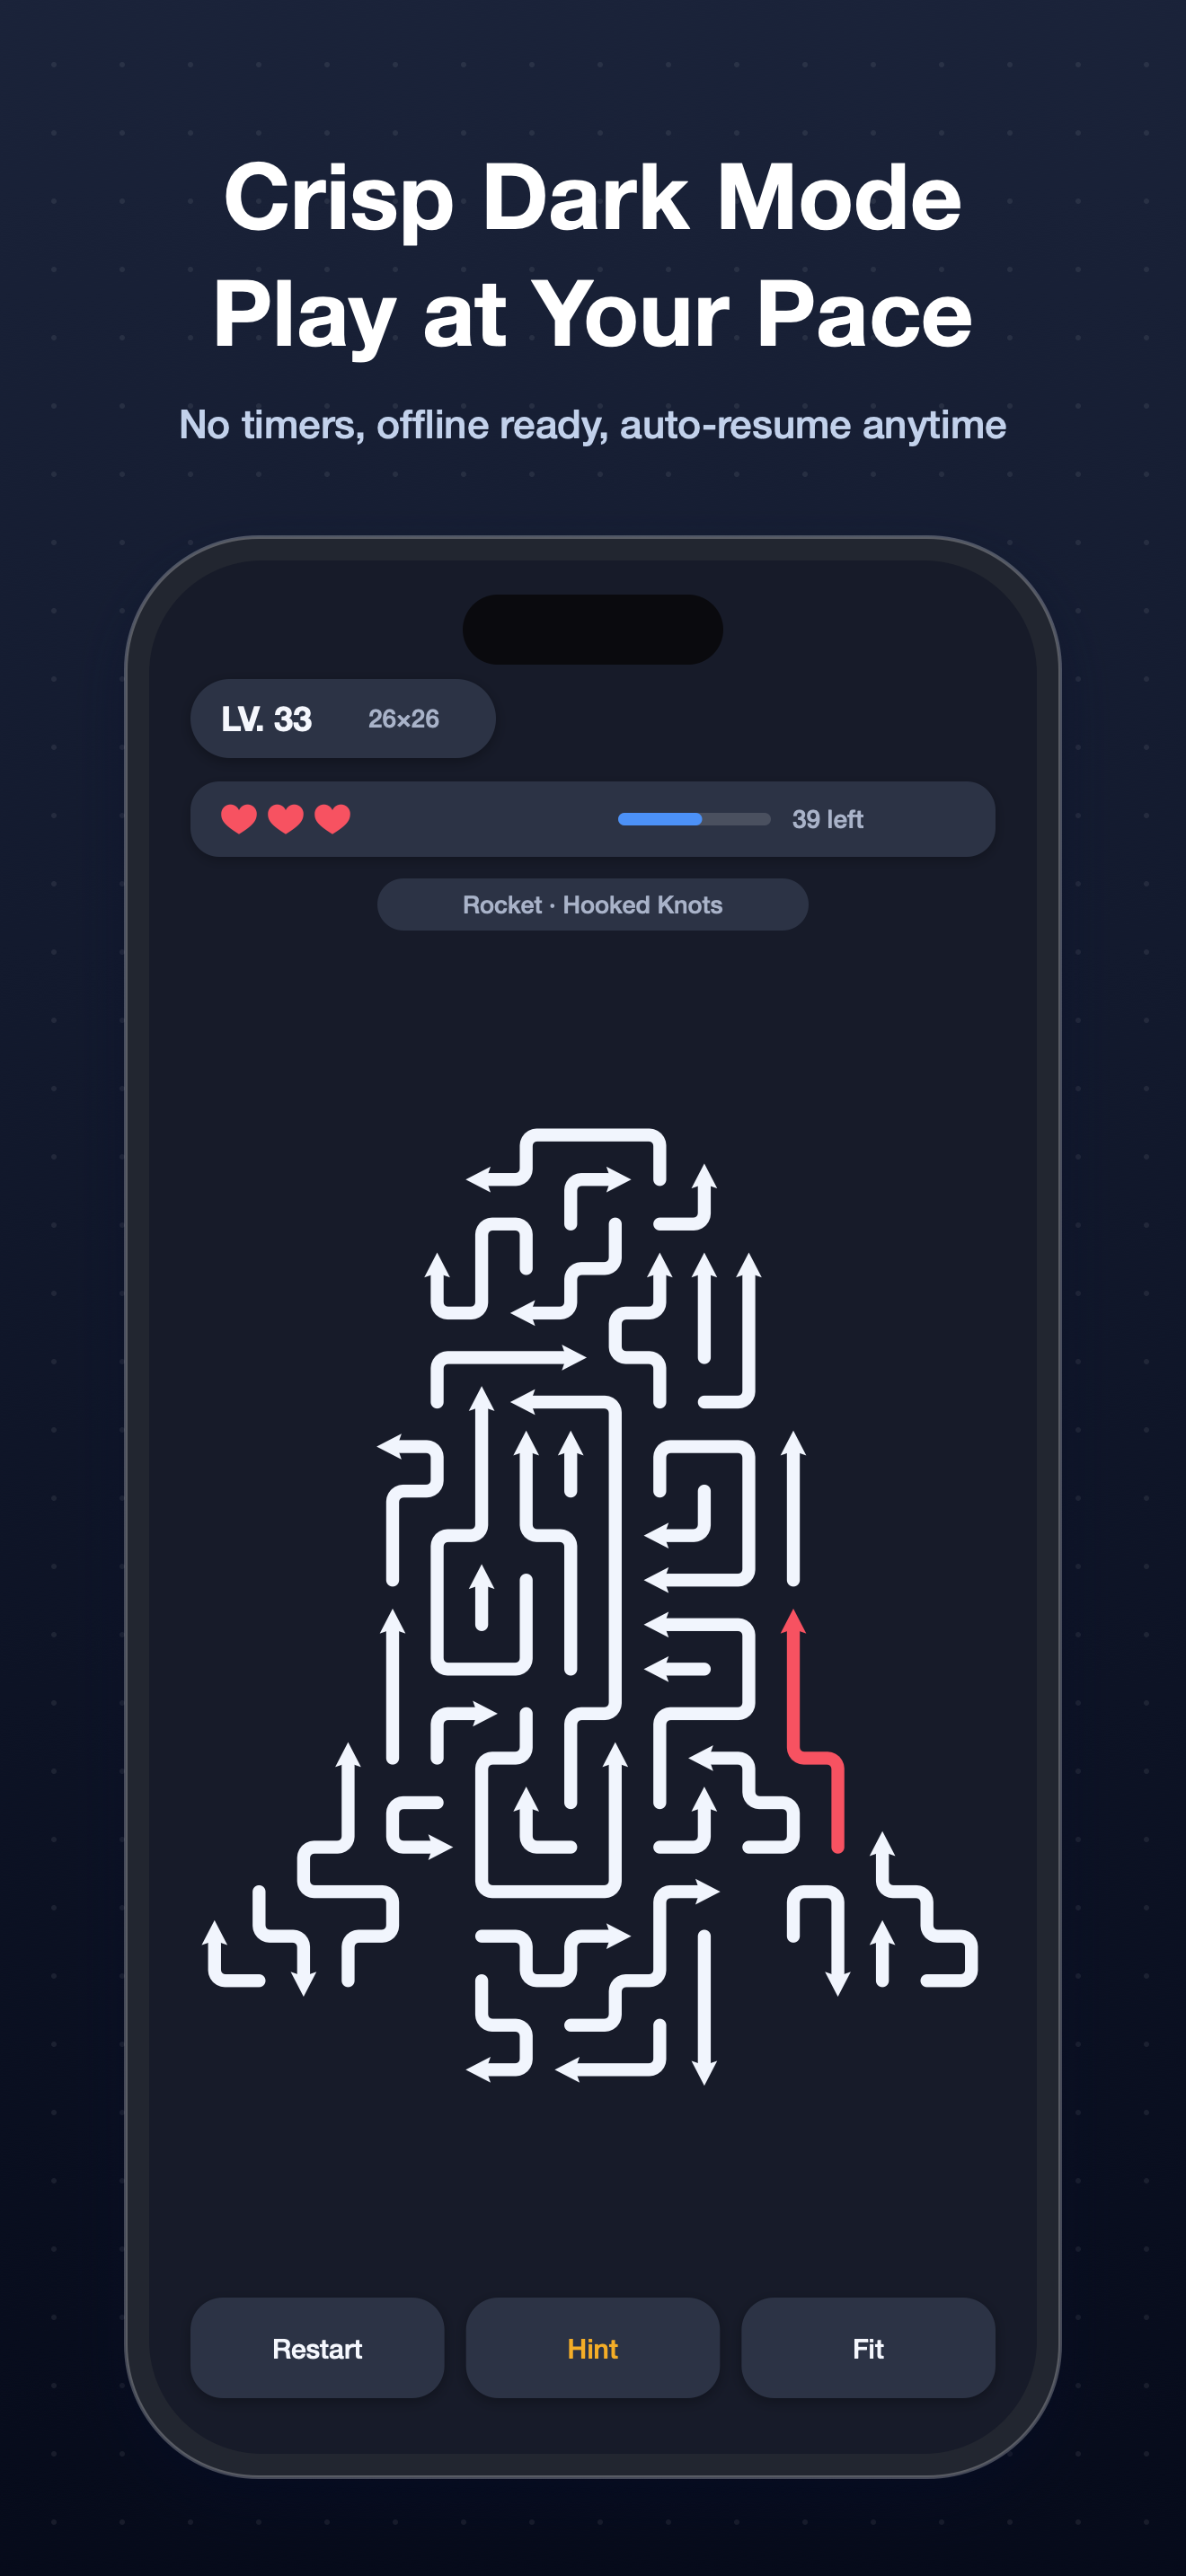 Crisp Dark Mode
Play at Your Pace
No timers, offline ready, auto-resume anytime
LV. 33 26×26
39 left
Rocket · Hooked Knots
Restart Hint Fit